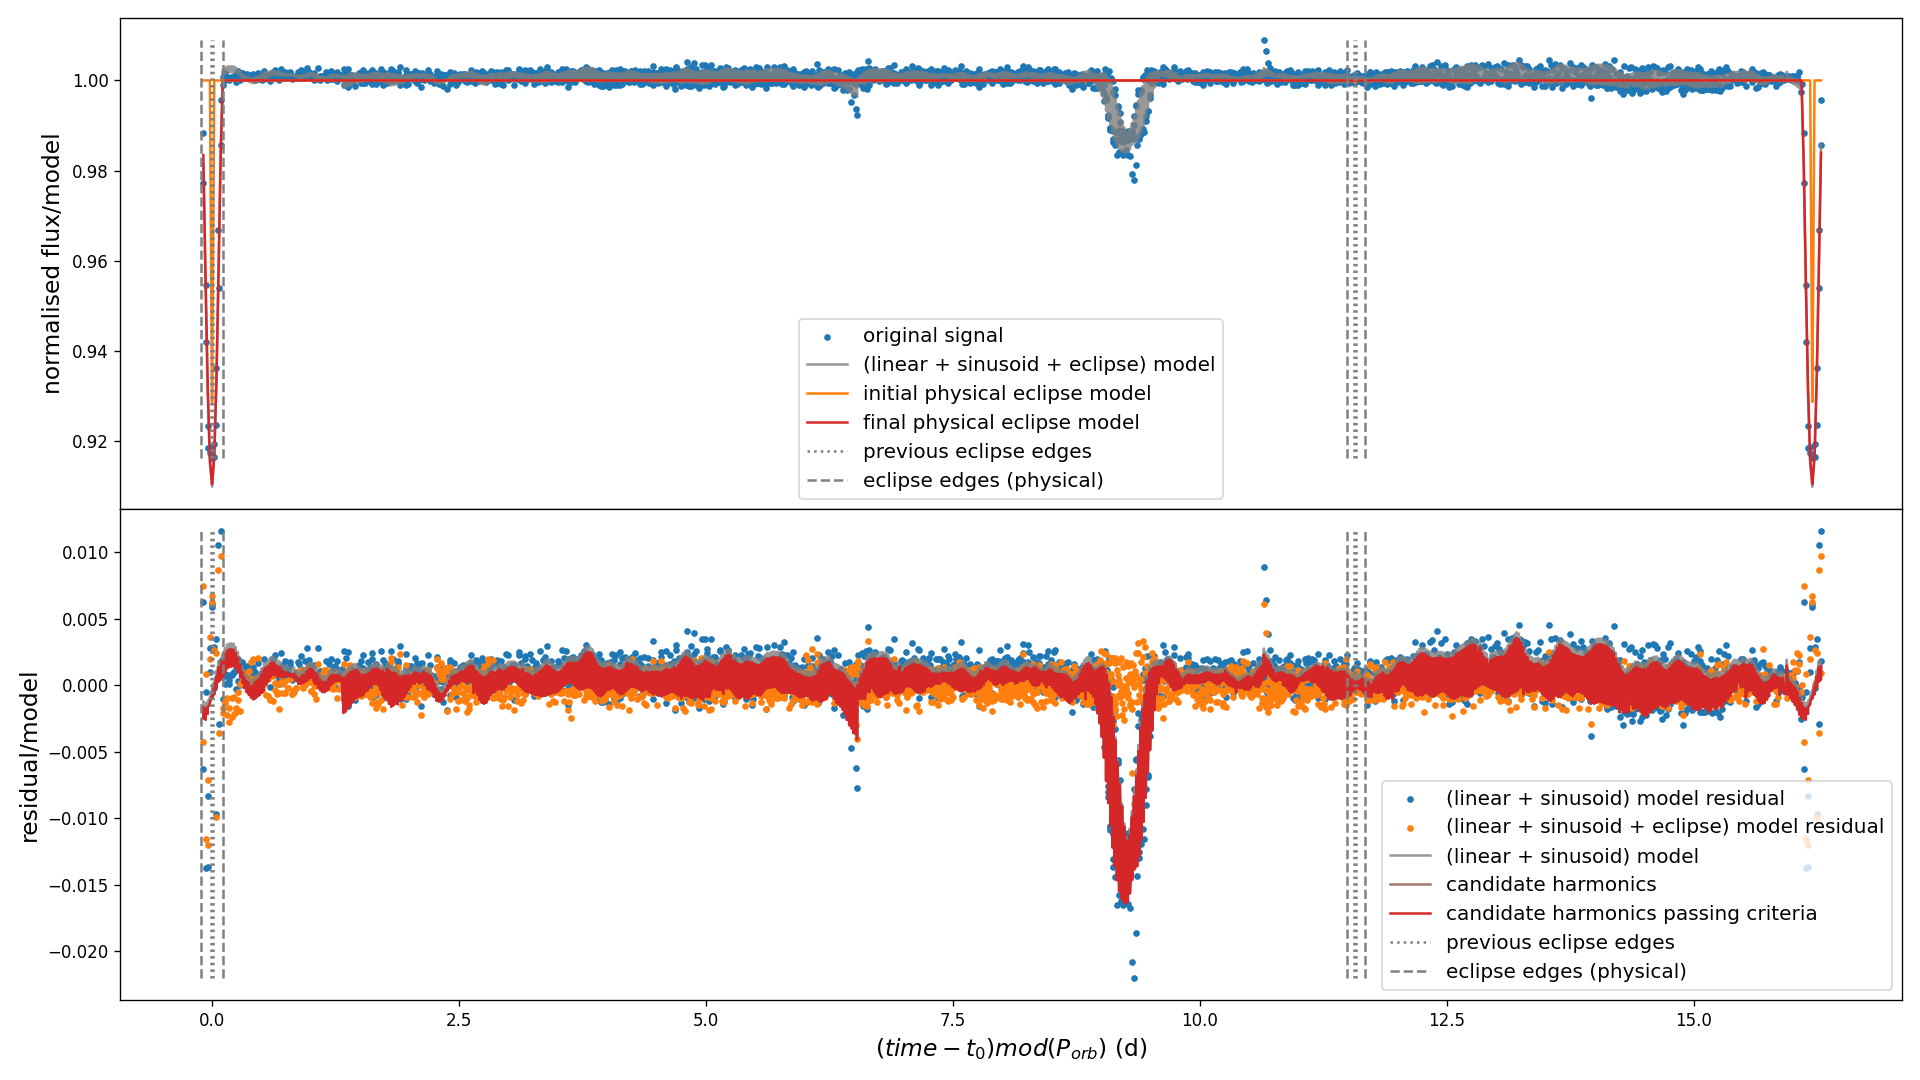 normalised flux/model
1.00
0.98
0.96
0.94
0.92
original signal
(linear + sinusoid + eclipse) model
initial physical eclipse model
final physical eclipse model
previous eclipse edges
eclipse edges (physical)
residual/model
0.010
0.005
0.000
−0.005
−0.010
−0.015
−0.020
(linear + sinusoid) model residual
(linear + sinusoid + eclipse) model residual
(linear + sinusoid) model
candidate harmonics
candidate harmonics passing criteria
previous eclipse edges
eclipse edges (physical)
0.0 2.5 5.0 7.5 10.0 12.5 15.0
(time − t₀)mod(P_orb) (d)